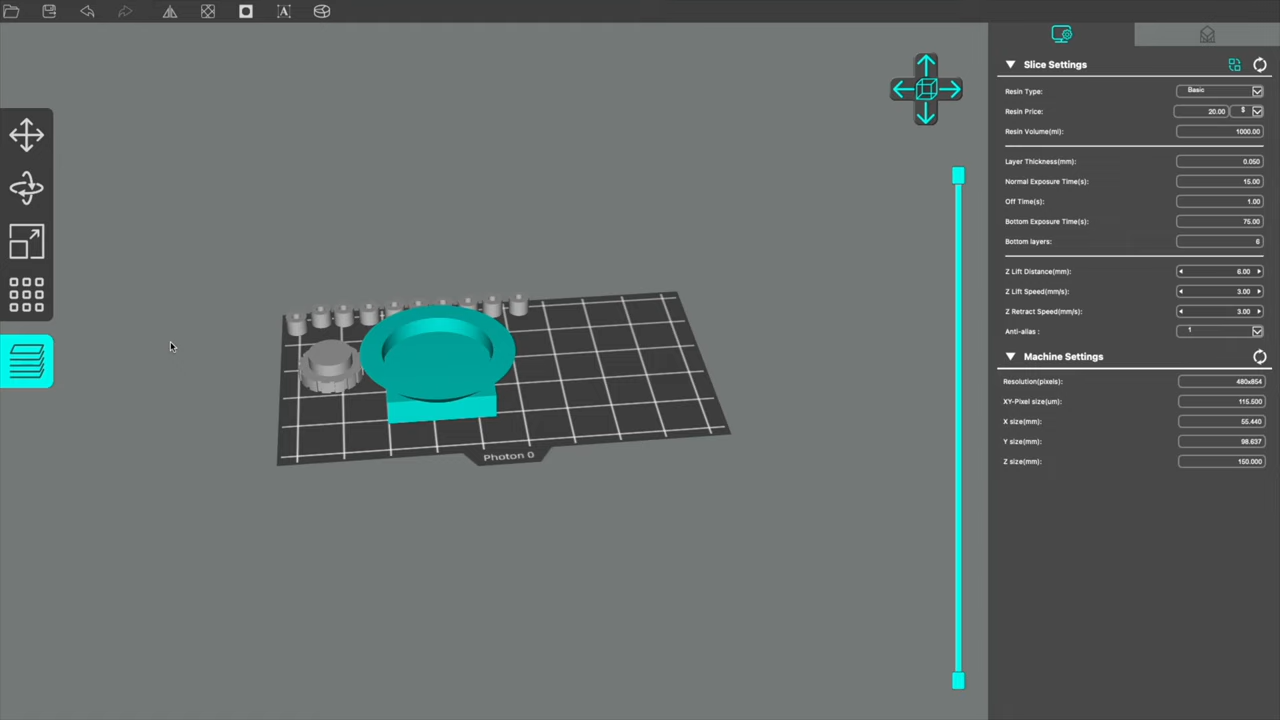 A
Slice Settings
Resin Type: Basic
Resin Price: 20.00 $
Resin Volume(ml): 1000.00
Layer Thickness(mm): 0.050
Normal Exposure Time(s): 15.00
Off Time(s): 1.00
Bottom Exposure Time(s): 75.00
Bottom layers: 6
Z Lift Distance(mm): 6.00
Z Lift Speed(mm/s): 3.00
Z Retract Speed(mm/s): 3.00
Anti-alias : 1
Machine Settings
Resolution(pixels): 480x854
XY-Pixel size(um): 115.500
X size(mm): 55.440
Y size(mm): 98.637
Z size(mm): 150.000
Photon 0